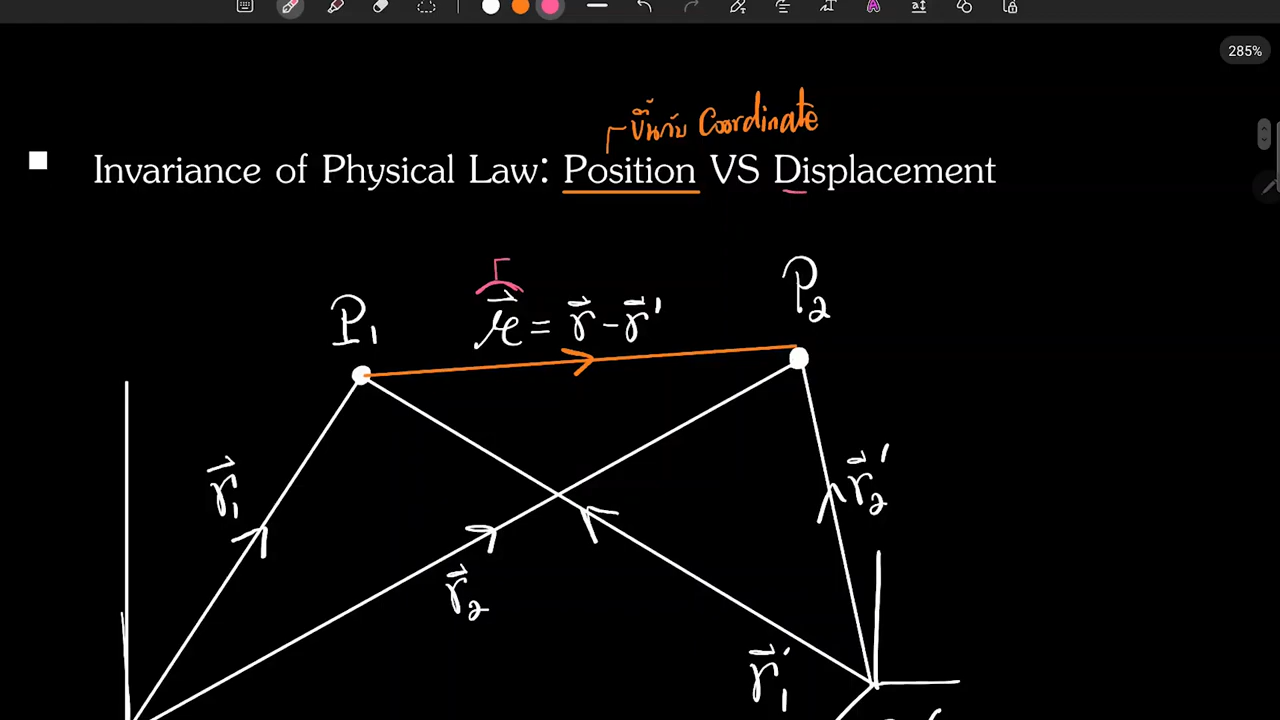 285%
ขึ้นกับ Coordinate
Invariance of Physical Law: Position VS Displacement
P₁
r⃗ = r⃗ - r⃗'
P₂
r⃗₁
r⃗₂'
r⃗₂
r⃗₁'